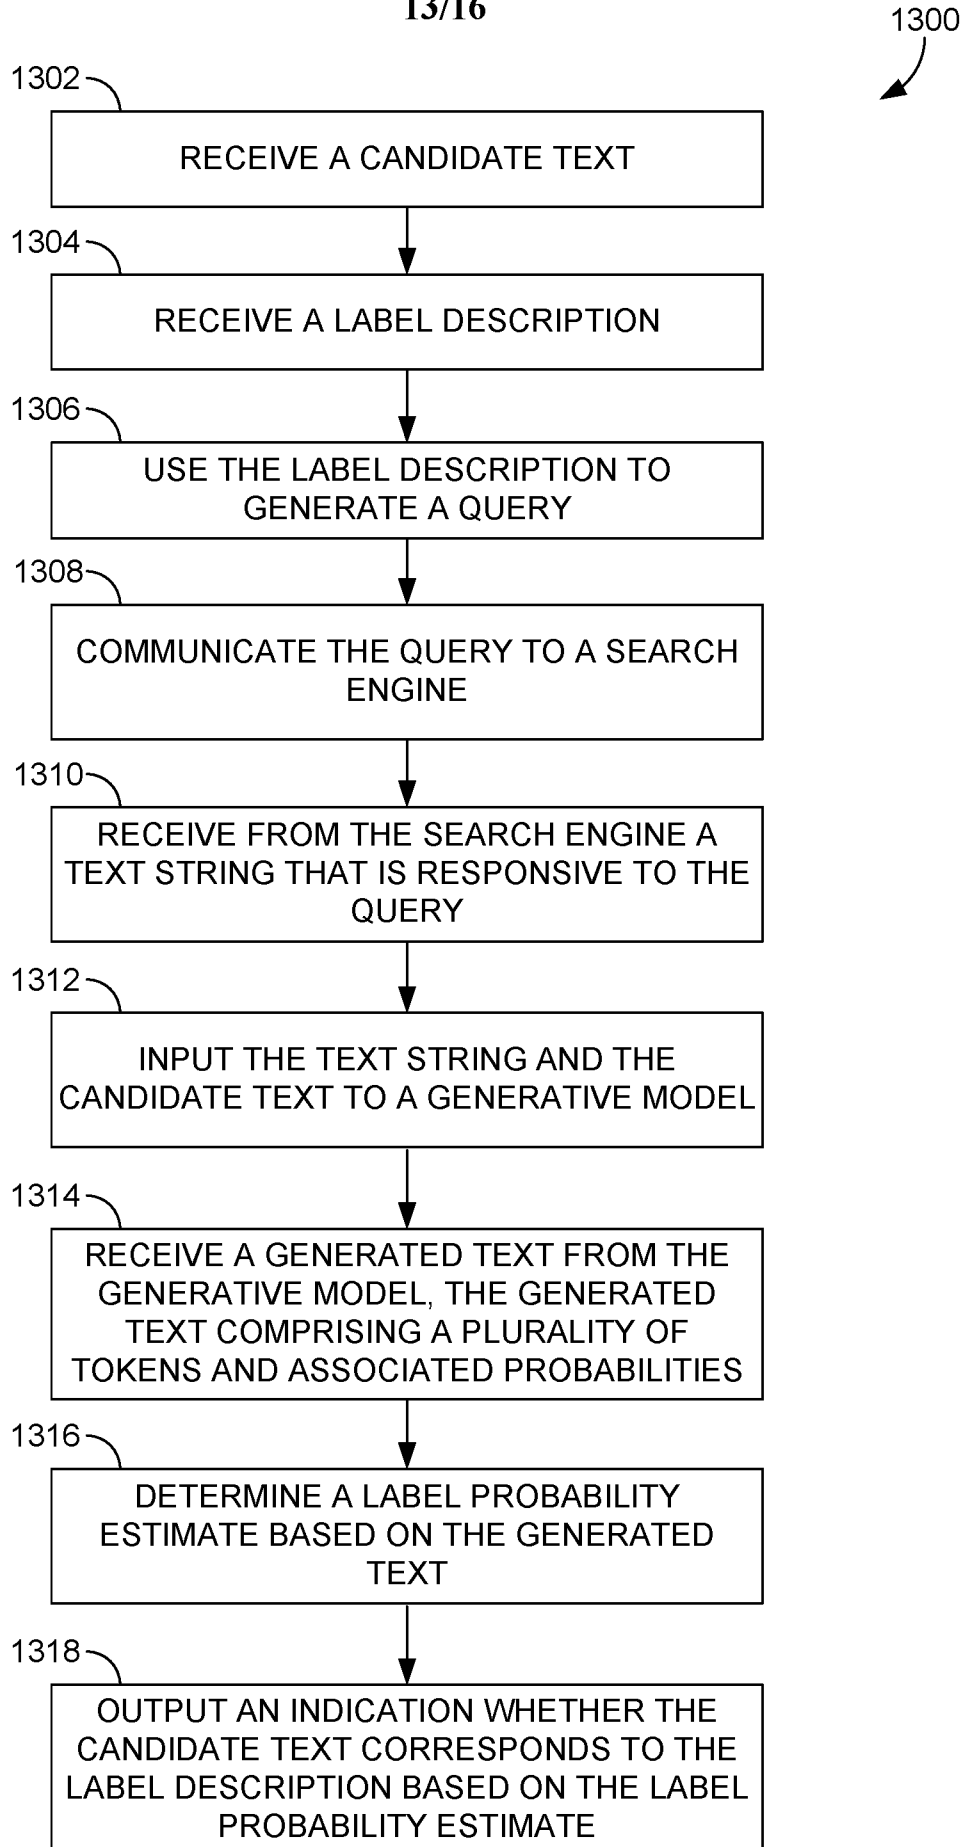 13/16
1300
1302
RECEIVE A CANDIDATE TEXT
1304
RECEIVE A LABEL DESCRIPTION
1306
USE THE LABEL DESCRIPTION TO
GENERATE A QUERY
1308
COMMUNICATE THE QUERY TO A SEARCH
ENGINE
1310
RECEIVE FROM THE SEARCH ENGINE A
TEXT STRING THAT IS RESPONSIVE TO THE
QUERY
1312
INPUT THE TEXT STRING AND THE
CANDIDATE TEXT TO A GENERATIVE MODEL
1314
RECEIVE A GENERATED TEXT FROM THE
GENERATIVE MODEL, THE GENERATED
TEXT COMPRISING A PLURALITY OF
TOKENS AND ASSOCIATED PROBABILITIES
1316
DETERMINE A LABEL PROBABILITY
ESTIMATE BASED ON THE GENERATED
TEXT
1318
OUTPUT AN INDICATION WHETHER THE
CANDIDATE TEXT CORRESPONDS TO THE
LABEL DESCRIPTION BASED ON THE LABEL
PROBABILITY ESTIMATE